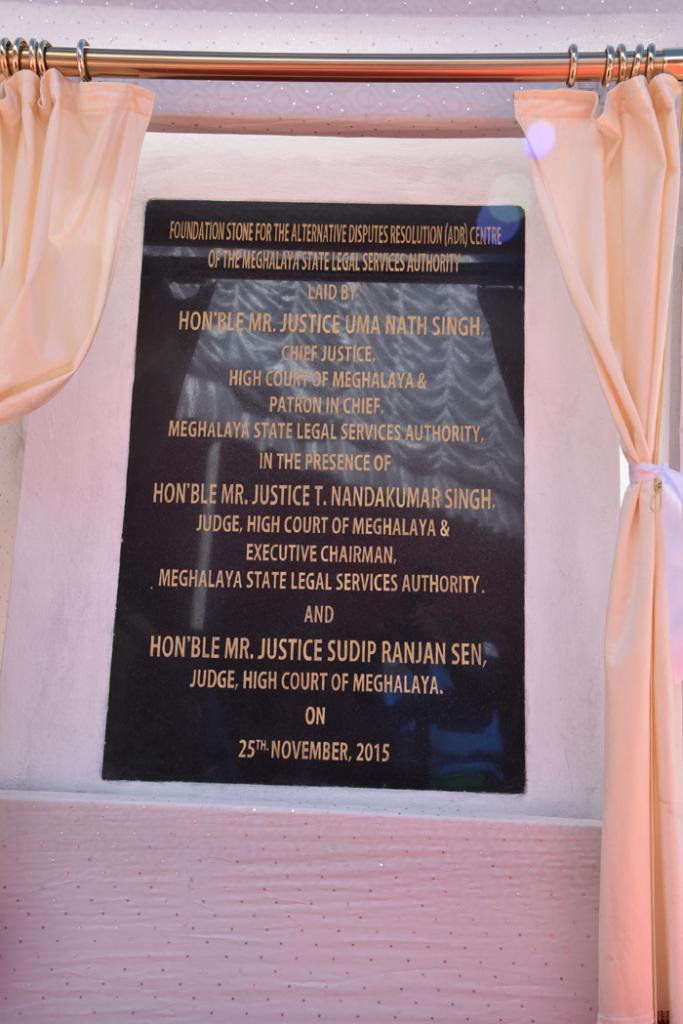 FOUNDATION STONE FOR THE ALTERNATIVE DISPUTES RESOLUTION (ADR) CENTRE
OF THE MEGHALAYA STATE LEGAL SERVICES AUTHORITY
LAID BY
HON'BLE MR. JUSTICE UMA NATH SINGH,
CHIEF JUSTICE,
HIGH COURT OF MEGHALAYA &
PATRON IN CHIEF,
MEGHALAYA STATE LEGAL SERVICES AUTHORITY,
IN THE PRESENCE OF
HON'BLE MR. JUSTICE T. NANDAKUMAR SINGH,
JUDGE, HIGH COURT OF MEGHALAYA &
EXECUTIVE CHAIRMAN,
MEGHALAYA STATE LEGAL SERVICES AUTHORITY.
AND
HON'BLE MR. JUSTICE SUDIP RANJAN SEN,
JUDGE, HIGH COURT OF MEGHALAYA.
ON
25TH NOVEMBER, 2015